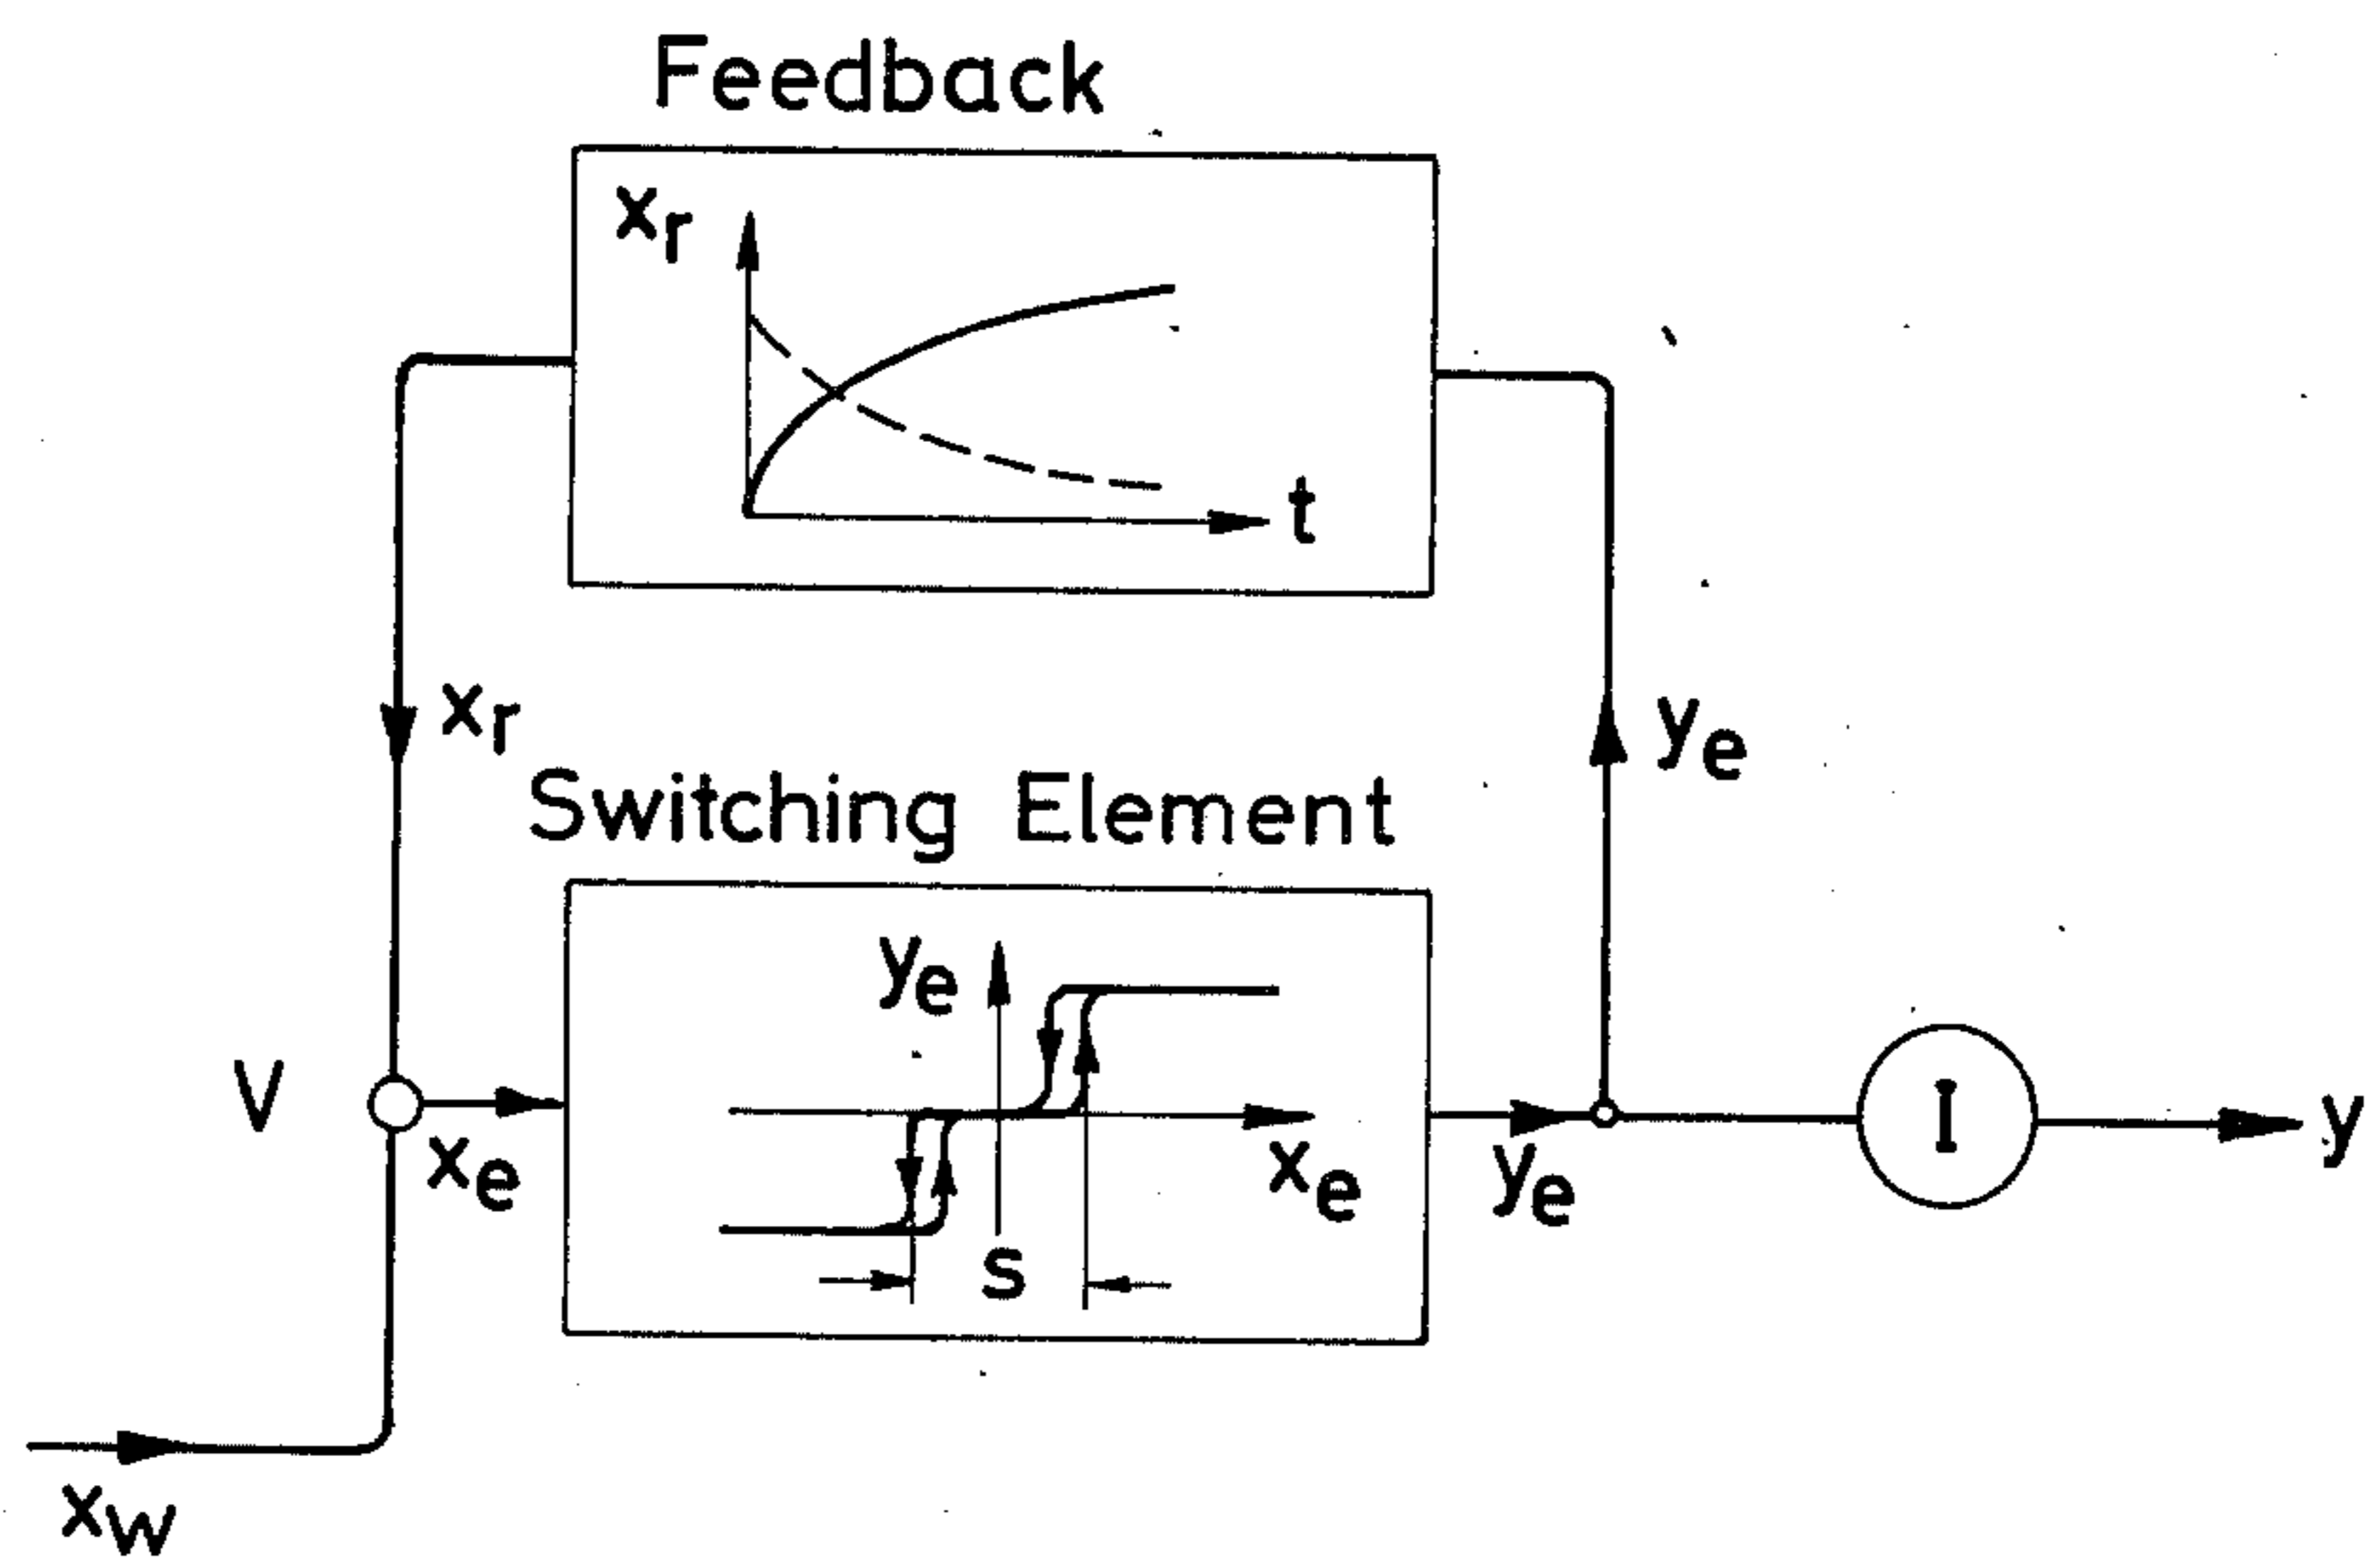 Feedback
xr
t
xr
ye
Switching Element
ye
V
xe
xe
S
ye
I
y
xw